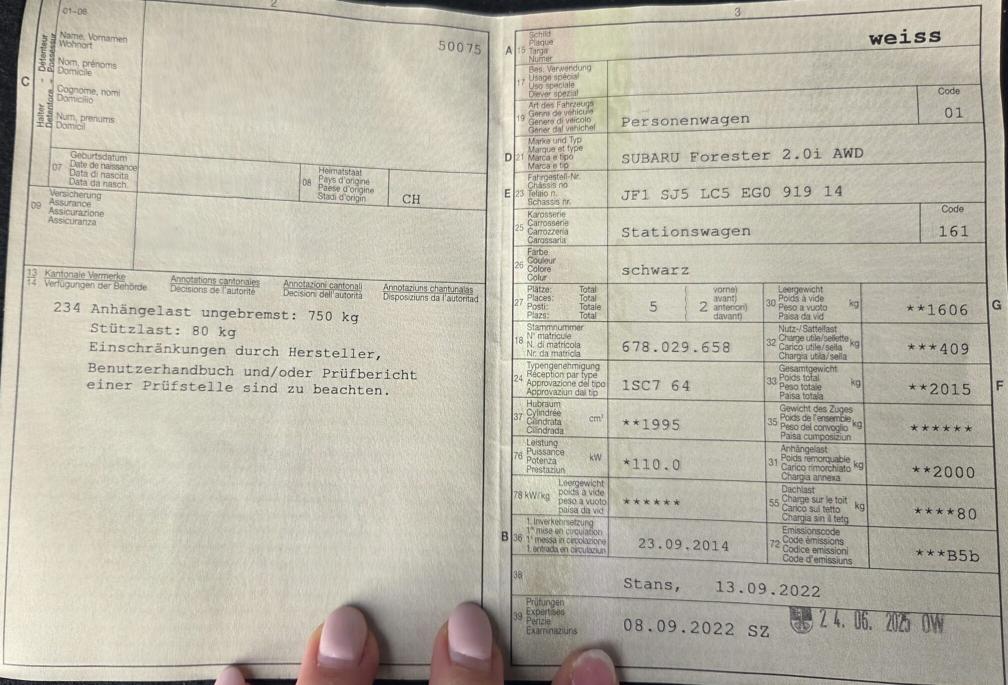 2
01-06
50075
C
Halter - Détenteur
Detentore - Possessur
Name, Vornamen
Wohnort
Nom, prénoms
Domicile
Cognome, nomi
Domicilio
Num, prenums
Domicil
07
Geburtsdatum
Date de naissance
Data di nascita
Data da nasch.
08
Heimatstaat
Pays d'origine
Paese d'origine
Stadi d'origin
CH
09
Versicherung
Assurance
Assicurazione
Assicuranza
13
14
Kantonale Vermerke
Verfügungen der Behörde
Annotations cantonales
Décisions de l'autorité
Annotazioni cantonali
Decisioni dell'autorità
Annotaziuns chantunalas
Disposiziuns da l'autoritad
234 Anhängelast ungebremst: 750 kg
Stützlast: 80 kg
Einschränkungen durch Hersteller,
Benutzerhandbuch und/oder Prüfbericht
einer Prüfstelle sind zu beachten.
3
A 15
Schild
Plaque
Targa
Numer
weiss
17
Bes. Verwendung
Usage spécial
Uso speciale
Diever spezial
19
Art des Fahrzeugs
Genre de véhicule
Genere di veicolo
Gener dal vehichel
Personenwagen
Code
01
D 21
Marke und Typ
Marque et type
Marca e tipo
Marca e tip
SUBARU Forester 2.0i AWD
E 23
Fahrgestell-Nr.
Châssis no
Telaio n.
Schassis nr.
JF1 SJ5 LC5 EG0 919 14
25
Karosserie
Carrosserie
Carrozzeria
Carossaria
Stationswagen
Code
161
26
Farbe
Couleur
Colore
Colur
schwarz
27
Plätze: Total
Places: Total
Posti: Totale
Plazs: Total
5
2
vorne)
avant)
anteriori)
davant)
30
Leergewicht
Poids à vide
Peso a vuoto
Paisa da vid
kg
**1606
G
18
Stammnummer
N° matricule
N. di matricola
Nr. da matricla
678.029.658
32
Nutz-/Sattellast
Charge utile/sellette
Carico utile/sella
Chargia utila/sella
kg
***409
24
Typengenehmigung
Réception par type
Approvazione del tipo
Approvaziun dal tip
1SC7 64
33
Gesamtgewicht
Poids total
Peso totale
Paisa totala
kg
**2015
F
37
Hubraum
Cylindrée
Cilindrata
Cilindrada
cm³
**1995
35
Gewicht des Zuges
Poids de l'ensemble
Peso del convoglio
Paisa cumposiziun
kg
******
76
Leistung
Puissance
Potenza
Prestaziun
kW
*110.0
31
Anhängelast
Poids remorquable
Carico rimorchiato
Chargia annexa
kg
**2000
78 kW/kg
Leergewicht
poids à vide
peso a vuoto
paisa da vid
******
55
Dachlast
Charge sur le toit
Carico sul tetto
Chargia sin il tetg
kg
****80
B 36
1. Inverkehrsetzung
1re mise en circulation
1a messa in circolazione
1. entrada en circulaziun
23.09.2014
72
Emissionscode
Code émissions
Codice emissioni
Code d'emissiuns
***B5b
38
Stans, 13.09.2022
39
Prüfungen
Expertises
Perizie
Examinaziuns
08.09.2022 SZ
24. 06. 2025 OW